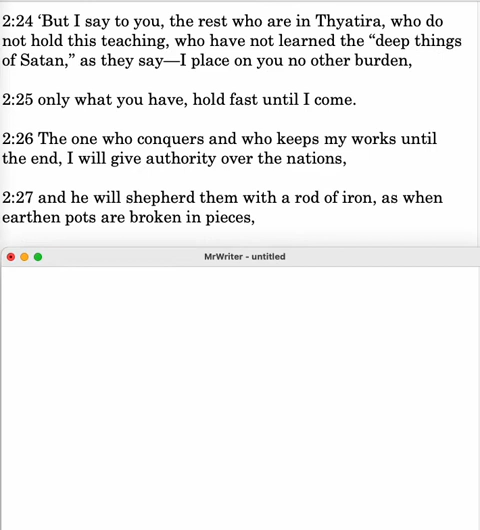 2:24 ‘But I say to you, the rest who are in Thyatira, who do
not hold this teaching, who have not learned the “deep things
of Satan,” as they say—I place on you no other burden,
2:25 only what you have, hold fast until I come.
2:26 The one who conquers and who keeps my works until
the end, I will give authority over the nations,
2:27 and he will shepherd them with a rod of iron, as when
earthen pots are broken in pieces,
MrWriter - untitled